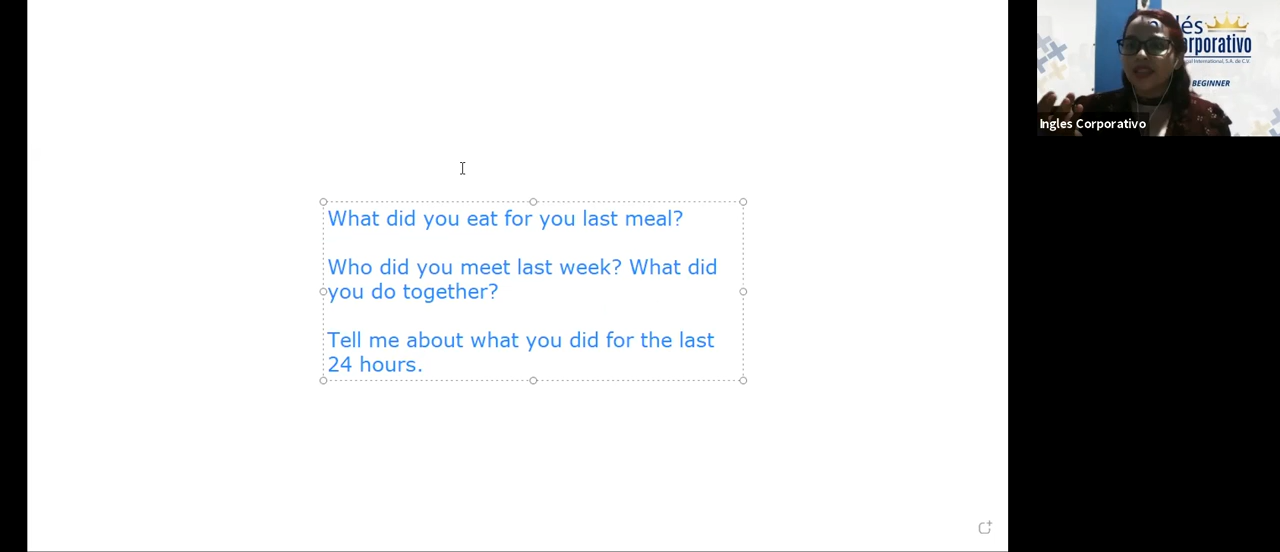 What did you eat for you last meal?
Who did you meet last week? What did
you do together?
Tell me about what you did for the last
24 hours.
Corporativo
BEGINNER
Ingles Corporativo